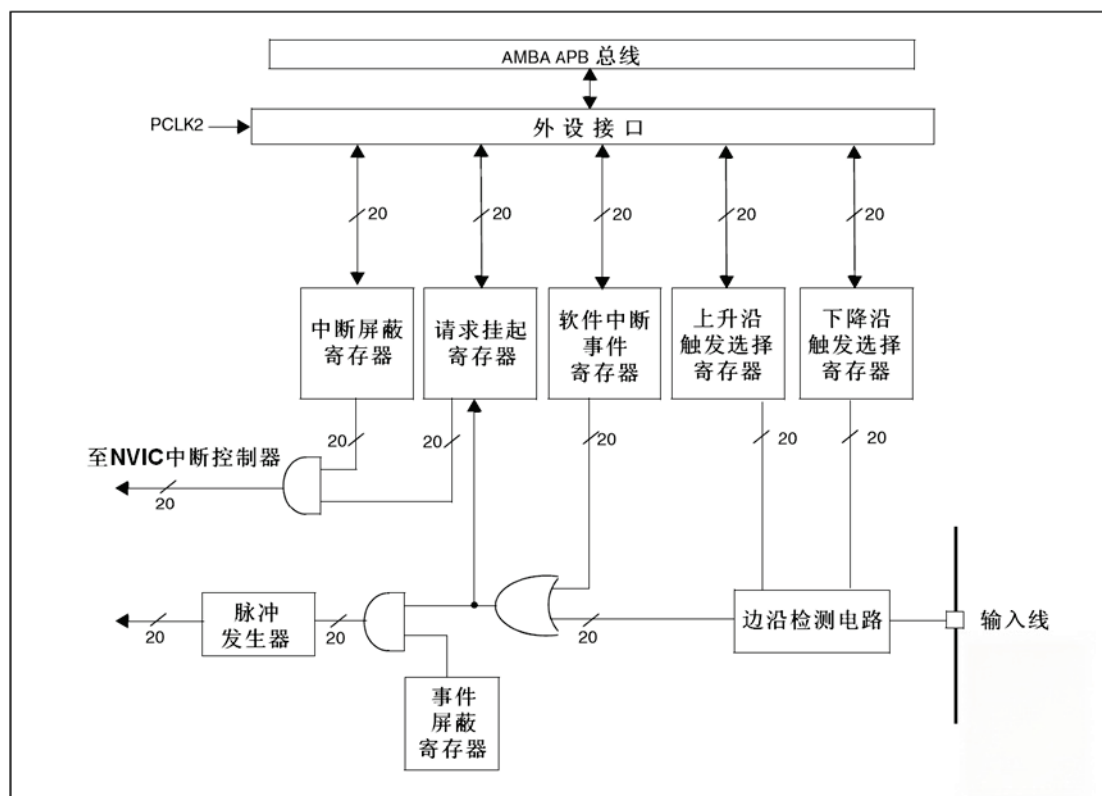 AMBA APB 总线
PCLK2
外设接口
20
20
20
20
20
中断屏蔽
寄存器
请求挂起
寄存器
软件中断
事件
寄存器
上升沿
触发选择
寄存器
下降沿
触发选择
寄存器
20
20
20
20
20
至NVIC中断控制器
20
脉冲
发生器
20
20
20
边沿检测电路
输入线
事件
屏蔽
寄存器